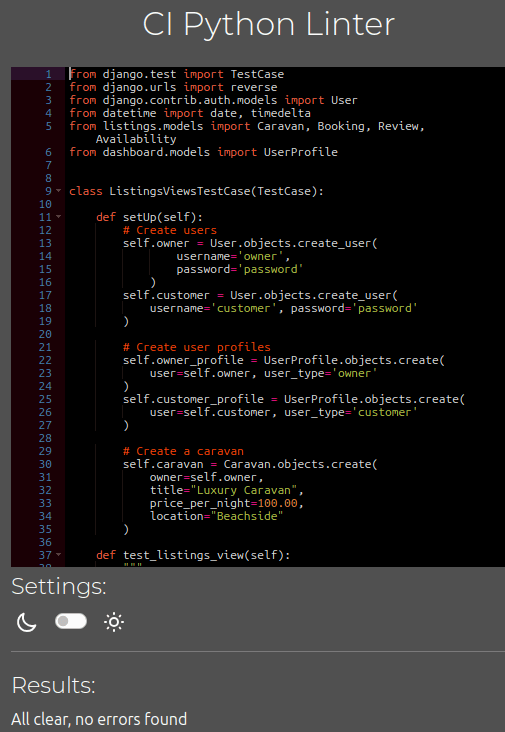 CI Python Linter
1 from django.test import TestCase
2 from django.urls import reverse
3 from django.contrib.auth.models import User
4 from datetime import date, timedelta
5 from listings.models import Caravan, Booking, Review,
Availability
6 from dashboard.models import UserProfile
7
8
9 class ListingsViewsTestCase(TestCase):
10
11 def setUp(self):
12 # Create users
13 self.owner = User.objects.create_user(
14 username='owner',
15 password='password'
16 )
17 self.customer = User.objects.create_user(
18 username='customer', password='password'
19 )
20
21 # Create user profiles
22 self.owner_profile = UserProfile.objects.create(
23 user=self.owner, user_type='owner'
24 )
25 self.customer_profile = UserProfile.objects.create(
26 user=self.customer, user_type='customer'
27 )
28
29 # Create a caravan
30 self.caravan = Caravan.objects.create(
31 owner=self.owner,
32 title="Luxury Caravan",
33 price_per_night=100.00,
34 location="Beachside"
35 )
36
37 def test_listings_view(self):
38 """
Settings:
Results:
All clear, no errors found